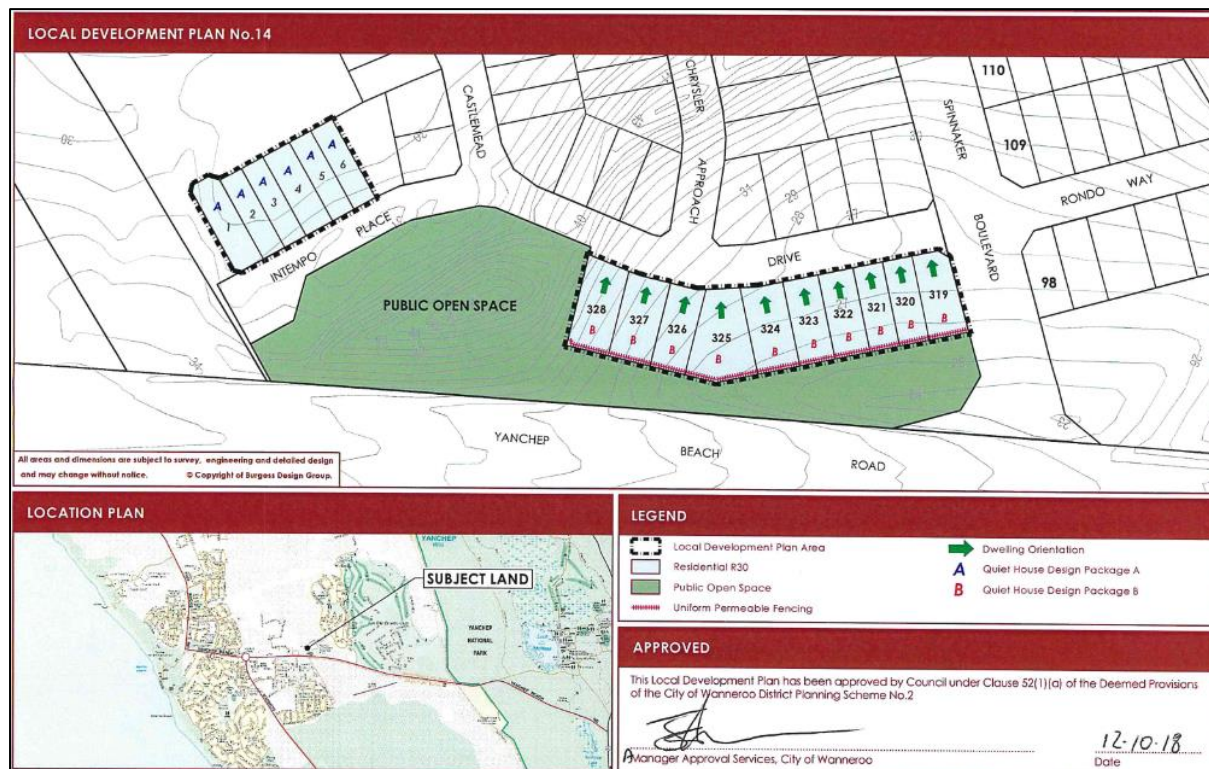 LOCAL DEVELOPMENT PLAN No.14
CASTLEMEAD
CHRYSLER
APPROACH
SPINNAKER
BOULEVARD
110
109
RONDO WAY
98
A A A A A A
1 2 3 4 5 6
INTEMPO PLACE
DRIVE
PUBLIC OPEN SPACE
328 327 326 325 324 323 322 321 320 319
B B B B B B B B B B
YANCHEP BEACH ROAD
All areas and dimensions are subject to survey, engineering and detailed design
and may change without notice. © Copyright of Burgess Design Group.
LOCATION PLAN
SUBJECT LAND
YANCHEP
NATIONAL
PARK
LEGEND
Local Development Plan Area
Residential R30
Public Open Space
Uniform Permeable Fencing
Dwelling Orientation
A Quiet House Design Package A
B Quiet House Design Package B
APPROVED
This Local Development Plan has been approved by Council under Clause 52(1)(a) of the Deemed Provisions
of the City of Wanneroo District Planning Scheme No.2
12-10-18
Manager Approval Services, City of Wanneroo
Date